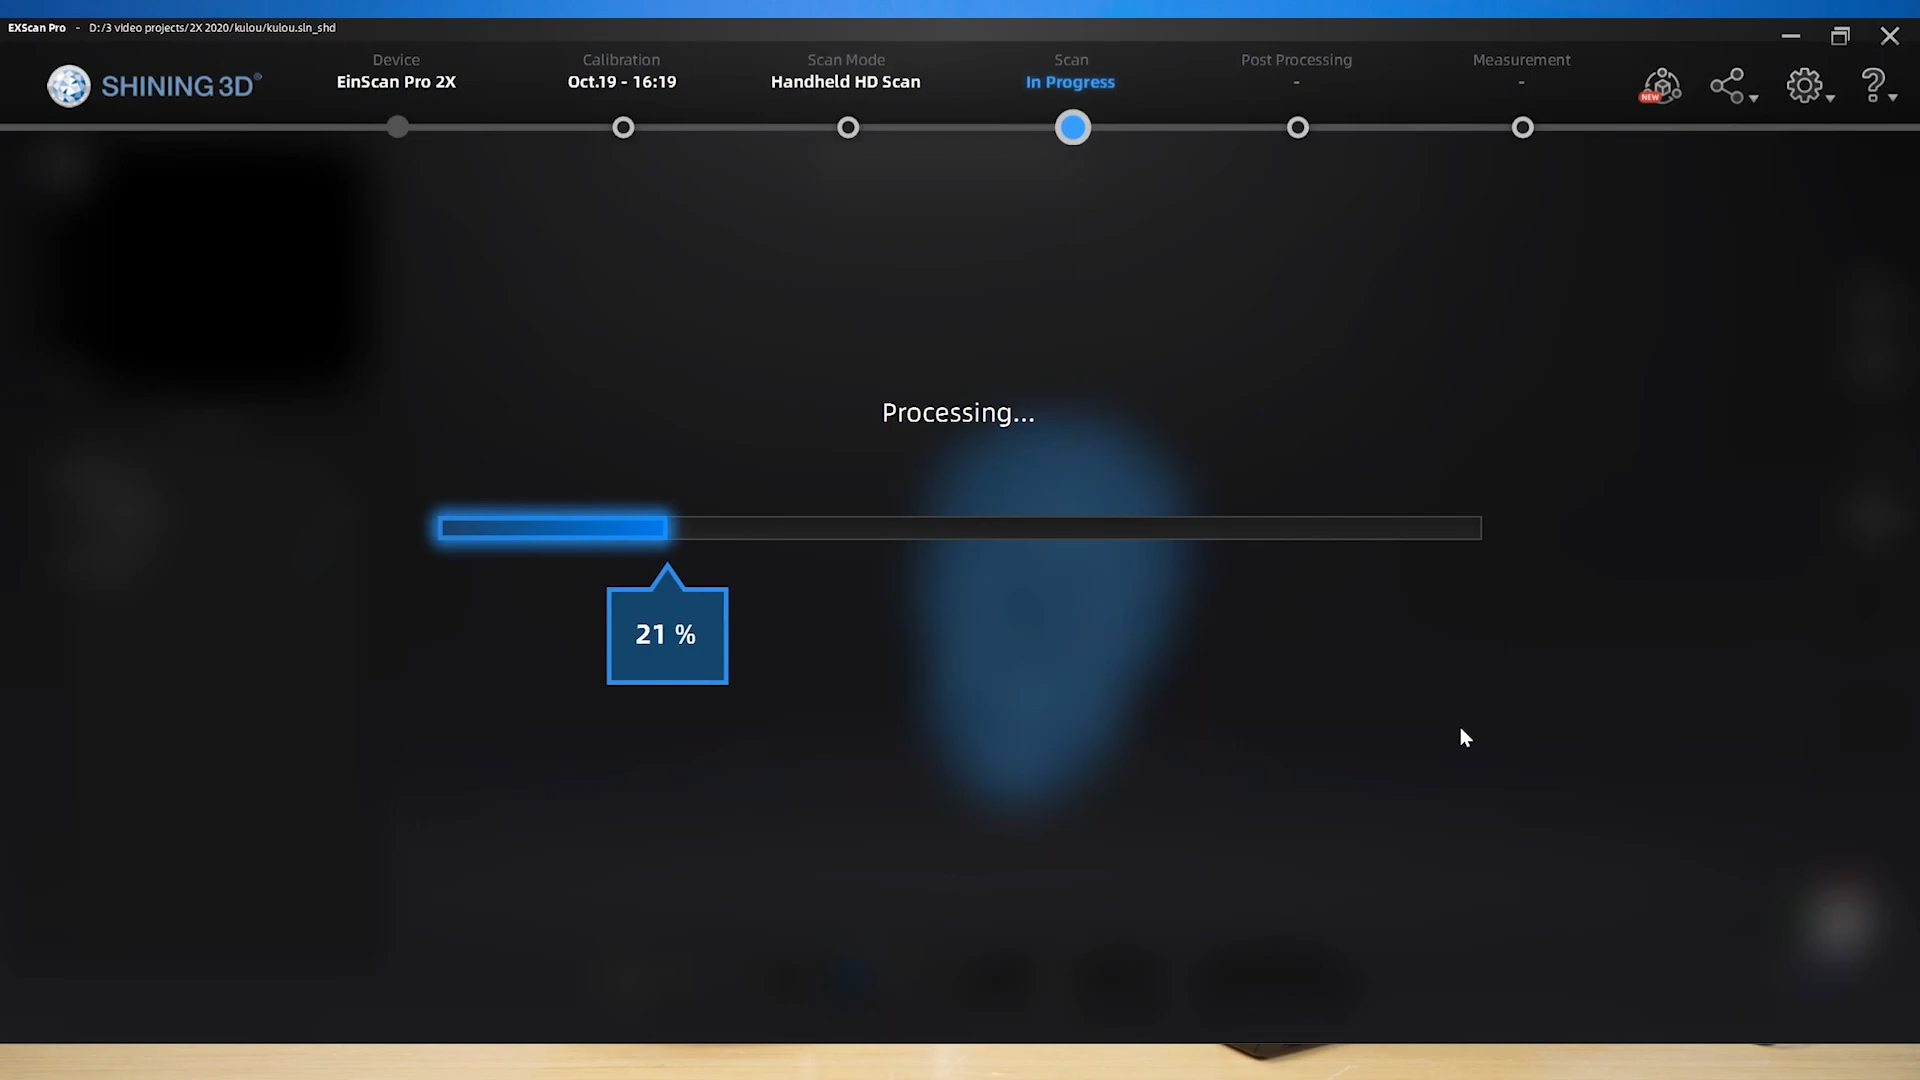 EXScan Pro - D:/3 video projects/2X 2020/kulou/kulou.sln_shd
SHINING 3D®
Device
EinScan Pro 2X
Calibration
Oct.19 - 16:19
Scan Mode
Handheld HD Scan
Scan
In Progress
Post Processing
-
Measurement
-
NEW
?
Processing...
21 %